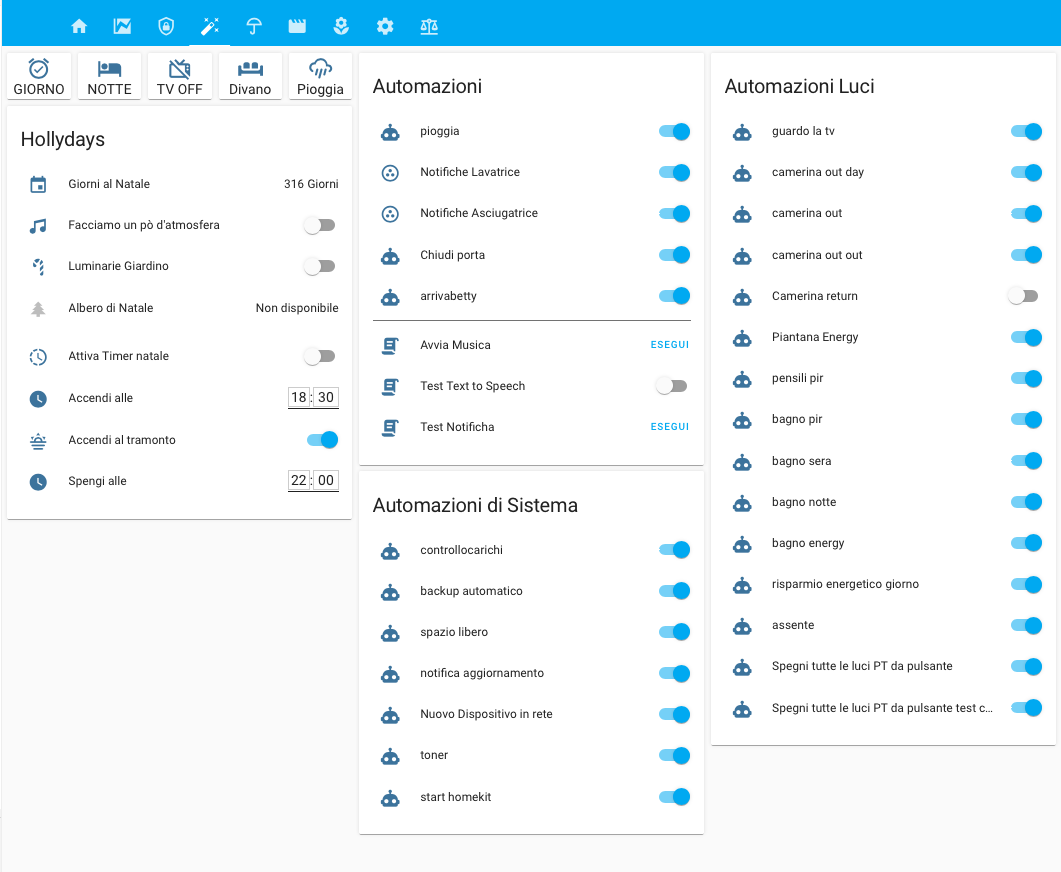 GIORNO
NOTTE
TV OFF
Divano
Pioggia
Hollydays
Giorni al Natale 316 Giorni
Facciamo un pò d'atmosfera
Luminarie Giardino
Albero di Natale Non disponibile
Attiva Timer natale
Accendi alle 18:30
Accendi al tramonto
Spengi alle 22:00
Automazioni
pioggia
Notifiche Lavatrice
Notifiche Asciugatrice
Chiudi porta
arrivabetty
Avvia Musica ESEGUI
Test Text to Speech
Test Notificha ESEGUI
Automazioni di Sistema
controllocarichi
backup automatico
spazio libero
notifica aggiornamento
Nuovo Dispositivo in rete
toner
start homekit
Automazioni Luci
guardo la tv
camerina out day
camerina out
camerina out out
Camerina return
Piantana Energy
pensili pir
bagno pir
bagno sera
bagno notte
bagno energy
risparmio energetico giorno
assente
Spegni tutte le luci PT da pulsante
Spegni tutte le luci PT da pulsante test c...